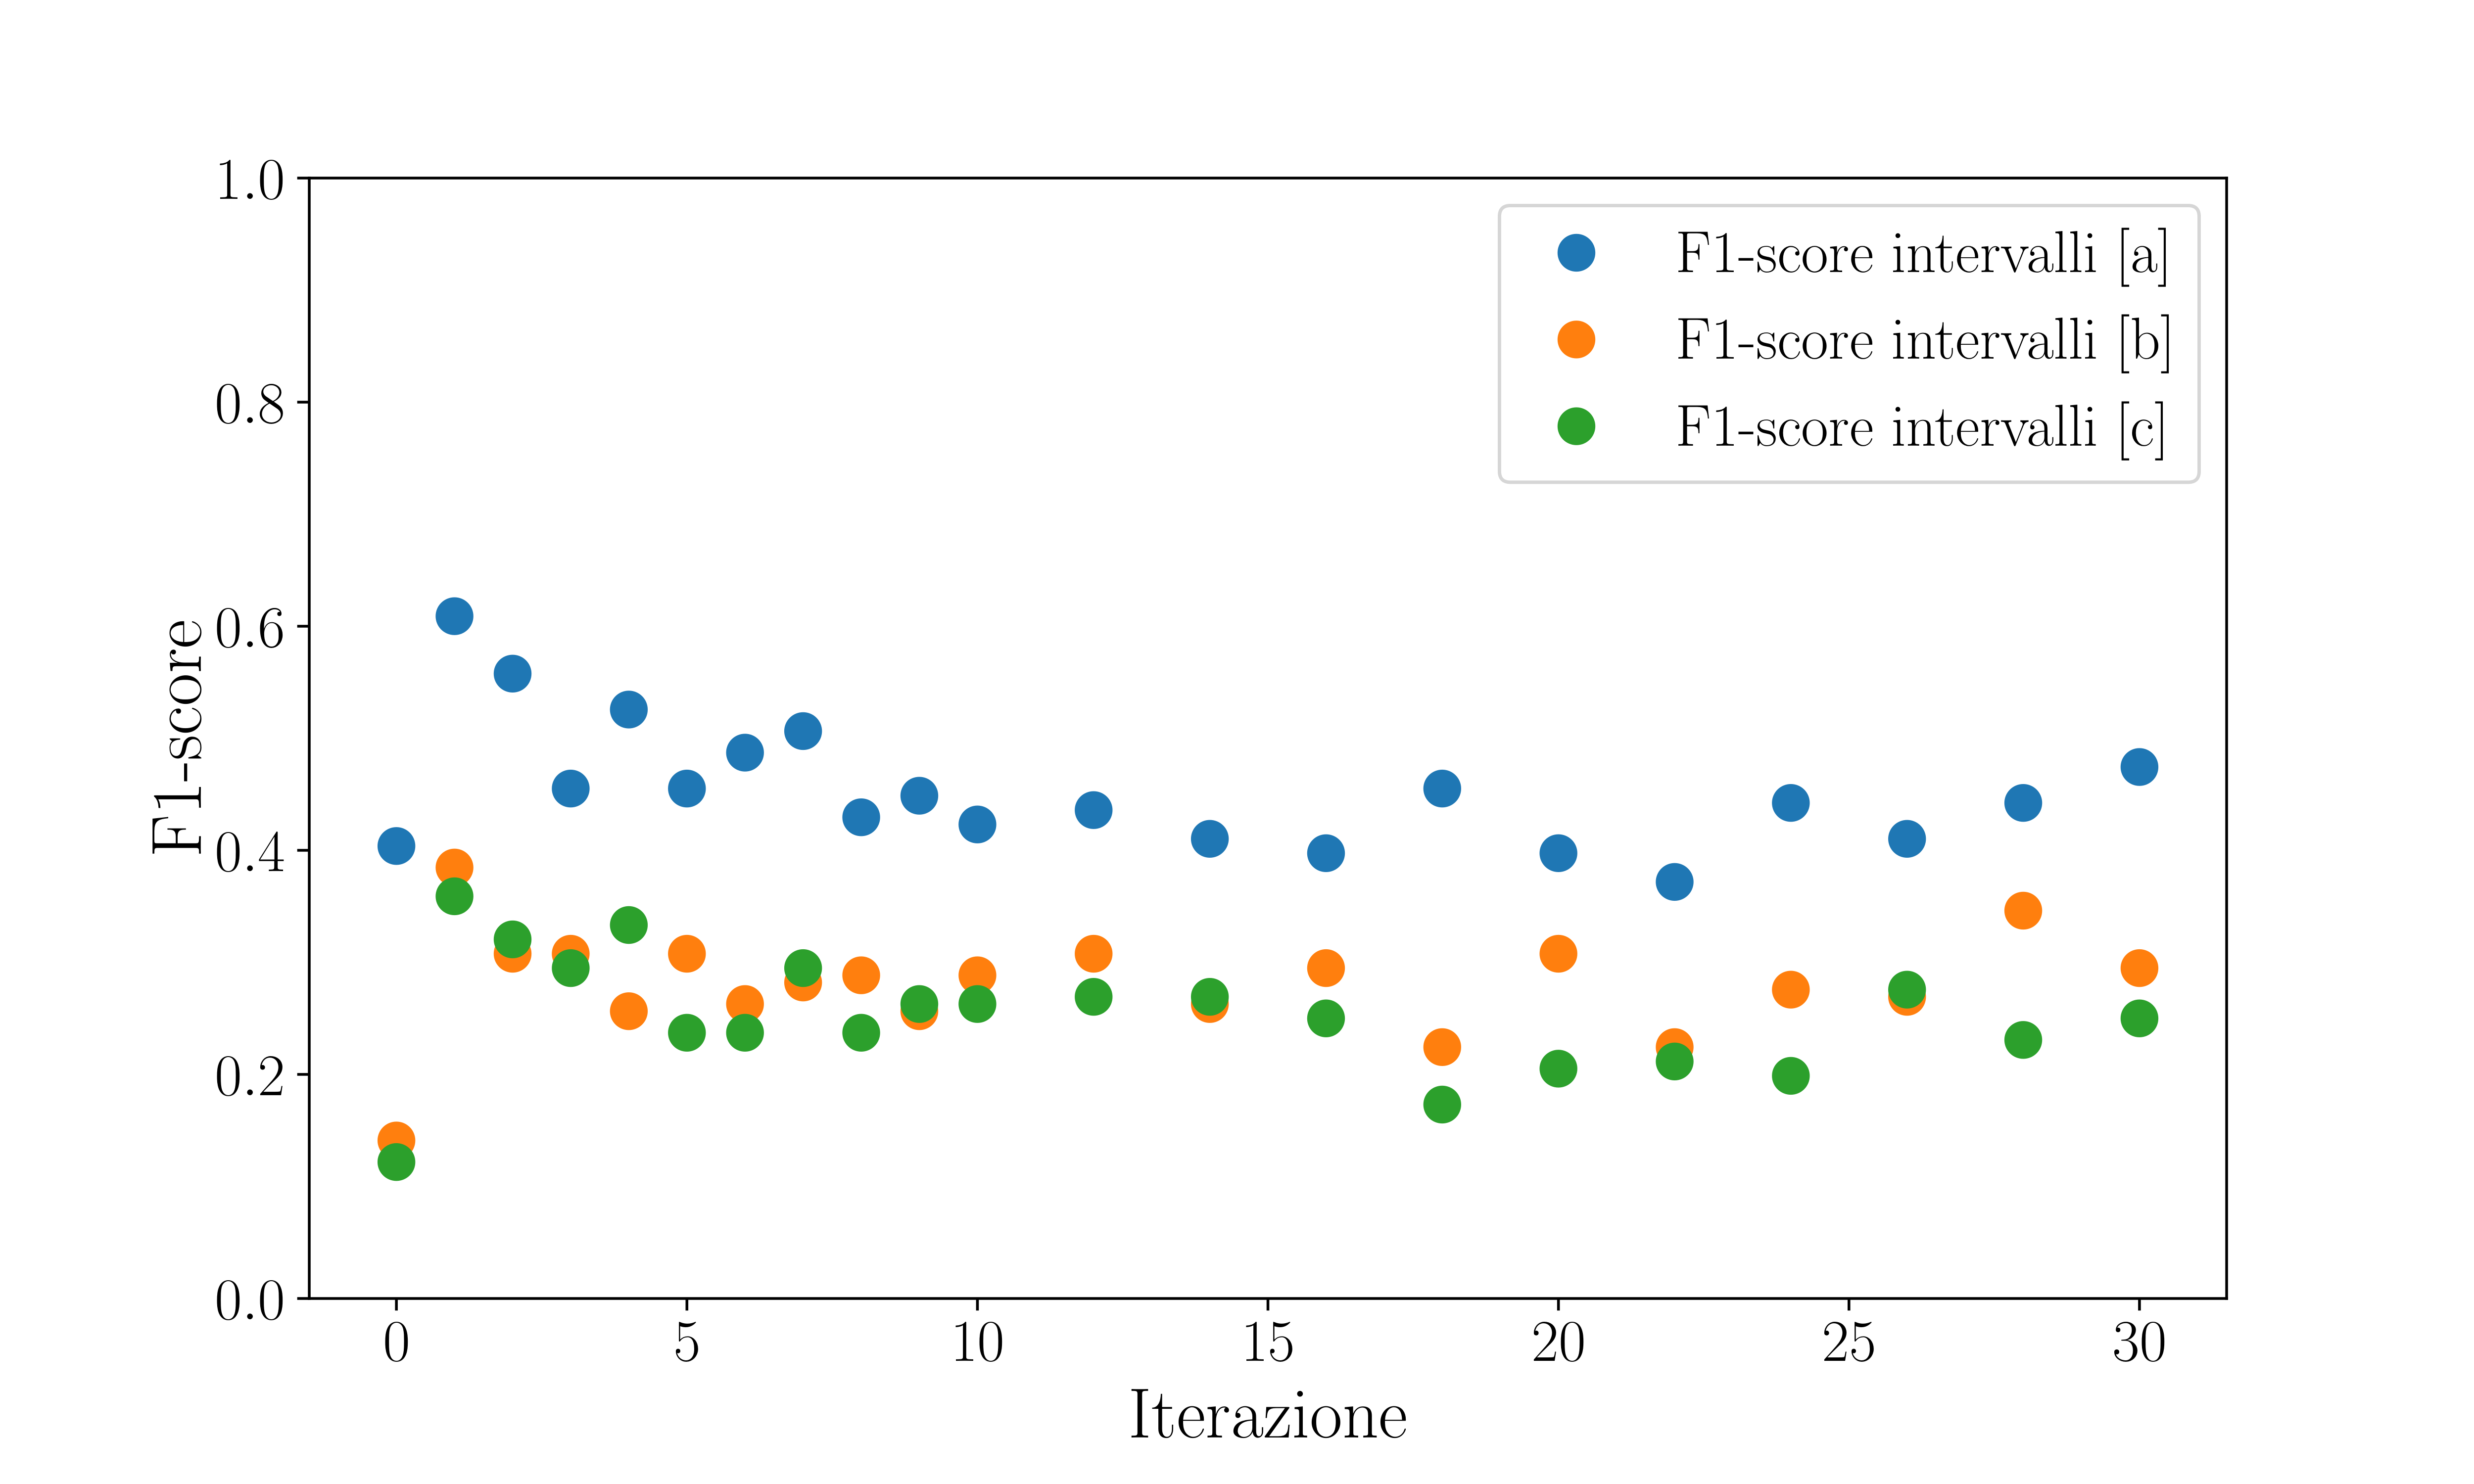 F1-score intervalli [a]
F1-score intervalli [b]
F1-score intervalli [c]
1.0
0.8
0.6
0.4
0.2
0.0
F1-score
0 5 10 15 20 25 30
Iterazione